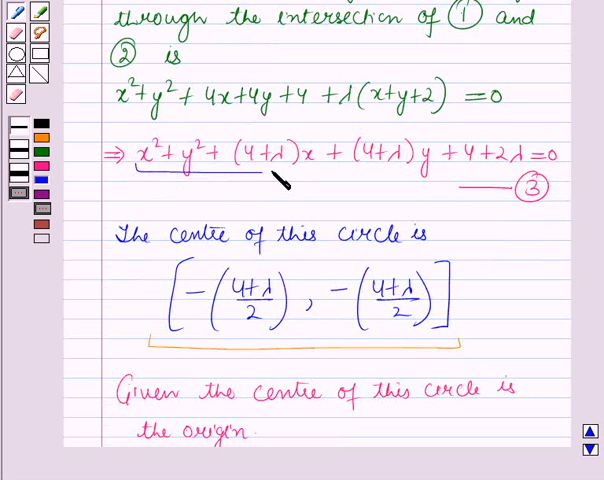 through the intersection of ① and
② is
x²+y²+4x+4y+4+λ(x+y+2)=0
⇒ x²+y²+(4+λ)x+(4+λ)y+4+2λ=0
③
The centre of this circle is
[-((4+λ)/2), -((4+λ)/2)]
Given the centre of this circle is
the origin.